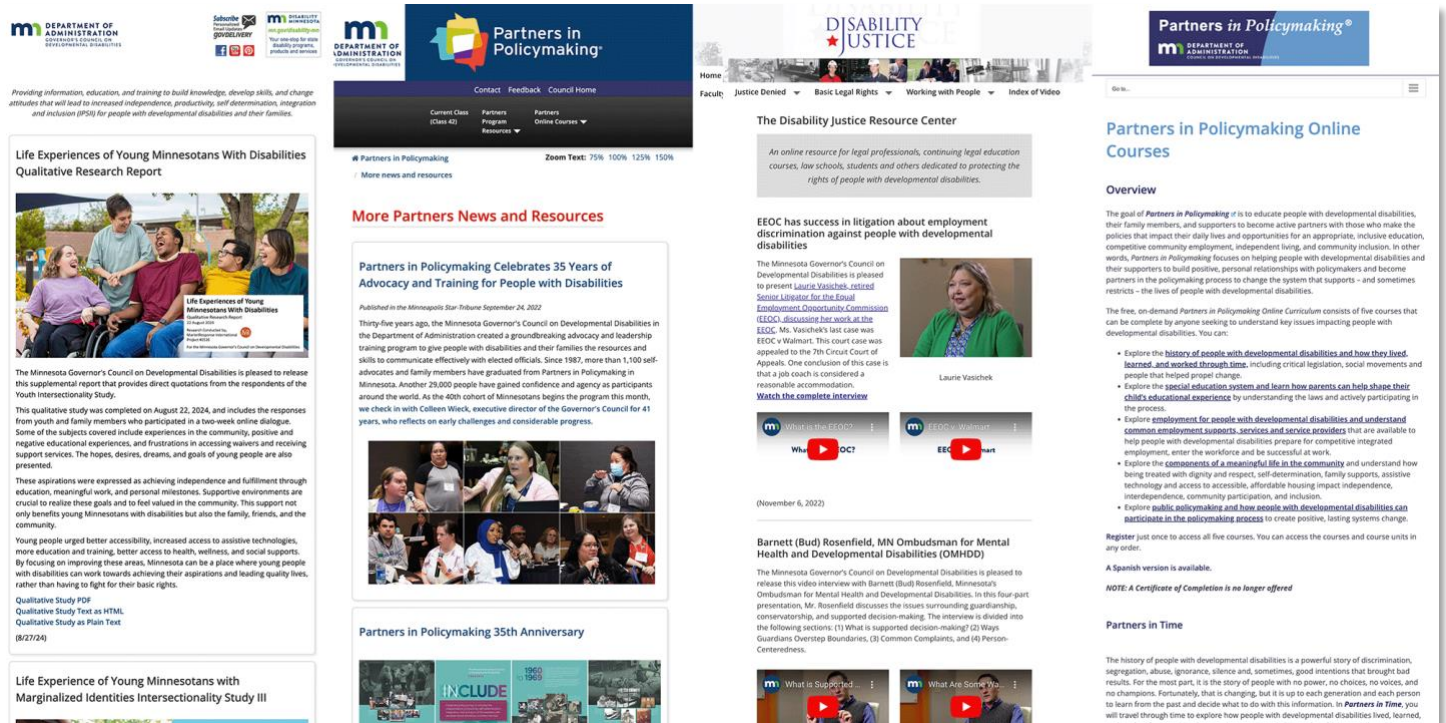 DEPARTMENT OF
ADMINISTRATION
GOVERNOR'S COUNCIL ON
DEVELOPMENTAL DISABILITIES
Subscribe
Personalized
Email Updates
GOVDELIVERY
DISABILITY
MINNESOTA
mn.gov/disability-mn
Your one-stop for state
disability programs,
products and services
Providing information, education, and training to build knowledge, develop skills, and change
attitudes that will lead to increased independence, productivity, self determination, integration
and inclusion (IPSII) for people with developmental disabilities and their families.
Life Experiences of Young Minnesotans With Disabilities
Qualitative Research Report
Life Experiences of Young
Minnesotans With Disabilities
Qualitative Research Report
22 August 2024
Research Conducted by,
MarketResponse International
For the Minnesota Governor's Council on Developmental Disabilities
The Minnesota Governor's Council on Developmental Disabilities is pleased to release
this supplemental report that provides direct quotations from the respondents of the
Youth Intersectionality Study.
This qualitative study was completed on August 22, 2024, and includes the responses
from youth and family members who participated in a two-week online dialogue.
Some of the subjects covered include experiences in the community, positive and
negative educational experiences, and frustrations in accessing waivers and receiving
support services. The hopes, desires, dreams, and goals of young people are also
presented.
These aspirations were expressed as achieving independence and fulfillment through
education, meaningful work, and personal milestones. Supportive environments are
crucial to realize these goals and to feel valued in the community. This support not
only benefits young Minnesotans with disabilities but also the family, friends, and the
community.
Young people urged better accessibility, increased access to assistive technologies,
more education and training, better access to health, wellness, and social supports.
By focusing on improving these areas, Minnesota can be a place where young people
with disabilities can work towards achieving their aspirations and leading quality lives,
rather than having to fight for their basic rights.
Qualitative Study PDF
Qualitative Study Text as HTML
Qualitative Study as Plain Text
(8/27/24)
Life Experience of Young Minnesotans with
Marginalized Identities Intersectionality Study III
DEPARTMENT OF
ADMINISTRATION
GOVERNOR'S COUNCIL ON
DEVELOPMENTAL DISABILITIES
Partners in
Policymaking®
Contact Feedback Council Home
Current Class
(Class 42)
Partners
Program
Resources
Partners
Online Courses
Partners in Policymaking
Zoom Text: 75% 100% 125% 150%
/ More news and resources
More Partners News and Resources
Partners in Policymaking Celebrates 35 Years of
Advocacy and Training for People with Disabilities
Published in the Minneapolis Star-Tribune September 24, 2022
Thirty-five years ago, the Minnesota Governor's Council on Developmental Disabilities in
the Department of Administration created a groundbreaking advocacy and leadership
training program to give people with disabilities and their families the resources and
skills to communicate effectively with elected officials. Since 1987, more than 1,100 self-
advocates and family members have graduated from Partners in Policymaking in
Minnesota. Another 29,000 people have gained confidence and agency as participants
around the world. As the 40th cohort of Minnesotans begins the program this month,
we check in with Colleen Wieck, executive director of the Governor's Council for 41
years, who reflects on early challenges and considerable progress.
Partners in Policymaking 35th Anniversary
INCLUDE
1960
TO
1969
DISABILITY
JUSTICE
Home
Faculty
Justice Denied
Basic Legal Rights
Working with People
Index of Video
The Disability Justice Resource Center
An online resource for legal professionals, continuing legal education
courses, law schools, students and others dedicated to protecting the
rights of people with developmental disabilities.
EEOC has success in litigation about employment
discrimination against people with developmental
disabilities
The Minnesota Governor's Council on
Developmental Disabilities is pleased
to present Laurie Vasichek, retired
Senior Litigator for the Equal
Employment Opportunity Commission
(EEOC), discussing her work at the
EEOC. Ms. Vasichek's last case was
EEOC v Walmart. This court case was
appealed to the 7th Circuit Court of
Appeals. One conclusion of this case is
that a job coach is considered a
reasonable accommodation.
Watch the complete interview
Laurie Vasichek
What is the EEOC?
EEOC v. Walmart
(November 6, 2022)
Barnett (Bud) Rosenfield, MN Ombudsman for Mental
Health and Developmental Disabilities (OMHDD)
The Minnesota Governor's Council on Developmental Disabilities is pleased to
release this video interview with Barnett (Bud) Rosenfield, Minnesota's
Ombudsman for Mental Health and Developmental Disabilities. In this four-part
presentation, Mr. Rosenfield discusses the issues surrounding guardianship,
conservatorship, and supported decision-making. The interview is divided into
the following sections: (1) What is supported decision-making? (2) Ways
Guardians Overstep Boundaries, (3) Common Complaints, and (4) Person-
Centeredness.
What is Supported ...
What Are Some Wa...
Partners in Policymaking®
DEPARTMENT OF
ADMINISTRATION
COUNCIL ON DEVELOPMENTAL DISABILITIES
Go to...
Partners in Policymaking Online
Courses
Overview
The goal of Partners in Policymaking is to educate people with developmental disabilities,
their family members, and supporters to become active partners with those who make the
policies that impact their daily lives and opportunities for an appropriate, inclusive education,
competitive community employment, independent living, and community inclusion. In other
words, Partners in Policymaking focuses on helping people with developmental disabilities and
their supporters to build positive, personal relationships with policymakers and become
partners in the policymaking process to change the system that supports – and sometimes
restricts – the lives of people with developmental disabilities.
The free, on-demand Partners in Policymaking Online Curriculum consists of five courses that
can be complete by anyone seeking to understand key issues impacting people with
developmental disabilities. You can:
• Explore the history of people with developmental disabilities and how they lived,
learned, and worked through time, including critical legislation, social movements and
people that helped propel change.
• Explore the special education system and learn how parents can help shape their
child's educational experience by understanding the laws and actively participating in
the process.
• Explore employment for people with developmental disabilities and understand
common employment supports, services and service providers that are available to
help people with developmental disabilities prepare for competitive integrated
employment, enter the workforce and be successful at work.
• Explore the components of a meaningful life in the community and understand how
being treated with dignity and respect, self-determination, family supports, assistive
technology and access to accessible, affordable housing impact independence,
interdependence, community participation, and inclusion.
• Explore public policymaking and how people with developmental disabilities can
participate in the policymaking process to create positive, lasting systems change.
Register just once to access all five courses. You can access the courses and course units in
any order.
A Spanish version is available.
NOTE: A Certificate of Completion is no longer offered
Partners in Time
The history of people with developmental disabilities is a powerful story of discrimination,
segregation, abuse, ignorance, silence and, sometimes, good intentions that brought bad
results. For the most part, it is the story of people with no power, no choices, no voices, and
no champions. Fortunately, that is changing, but it is up to each generation and each person
to learn from the past and decide what to do with this information. In Partners in Time, you
will travel through time to explore how people with developmental disabilities lived, learned,